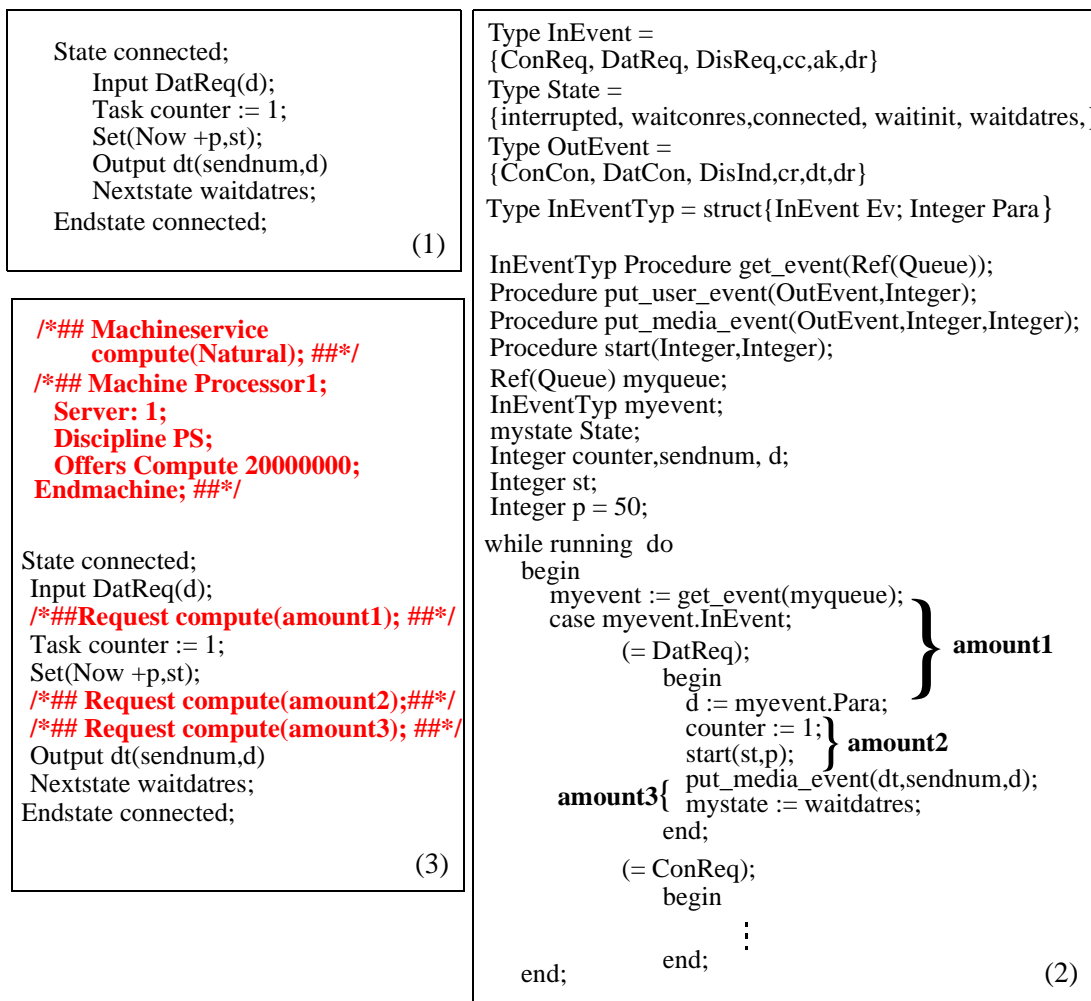 State connected;
Input DatReq(d);
Task counter := 1;
Set(Now +p,st);
Output dt(sendnum,d)
Nextstate waitdatres;
Endstate connected;
(1)
/*## Machineservice
compute(Natural); ##*/
/*## Machine Processor1;
Server: 1;
Discipline PS;
Offers Compute 20000000;
Endmachine; ##*/
State connected;
Input DatReq(d);
/*##Request compute(amount1); ##*/
Task counter := 1;
Set(Now +p,st);
/*## Request compute(amount2);##*/
/*## Request compute(amount3); ##*/
Output dt(sendnum,d)
Nextstate waitdatres;
Endstate connected;
(3)
Type InEvent =
{ConReq, DatReq, DisReq,cc,ak,dr}
Type State =
{interrupted, waitconres,connected, waitinit, waitdatres,}
Type OutEvent =
{ConCon, DatCon, DisInd,cr,dt,dr}
Type InEventTyp = struct{InEvent Ev; Integer Para}
InEventTyp Procedure get_event(Ref(Queue));
Procedure put_user_event(OutEvent,Integer);
Procedure put_media_event(OutEvent,Integer,Integer);
Procedure start(Integer,Integer);
Ref(Queue) myqueue;
InEventTyp myevent;
mystate State;
Integer counter,sendnum, d;
Integer st;
Integer p = 50;
while running do
begin
myevent := get_event(myqueue);
case myevent.InEvent;
(= DatReq);
amount1
begin
d := myevent.Para;
counter := 1;
amount2
start(st,p);
put_media_event(dt,sendnum,d);
amount3{ mystate := waitdatres;
end;
(= ConReq);
begin
end;
end;
(2)